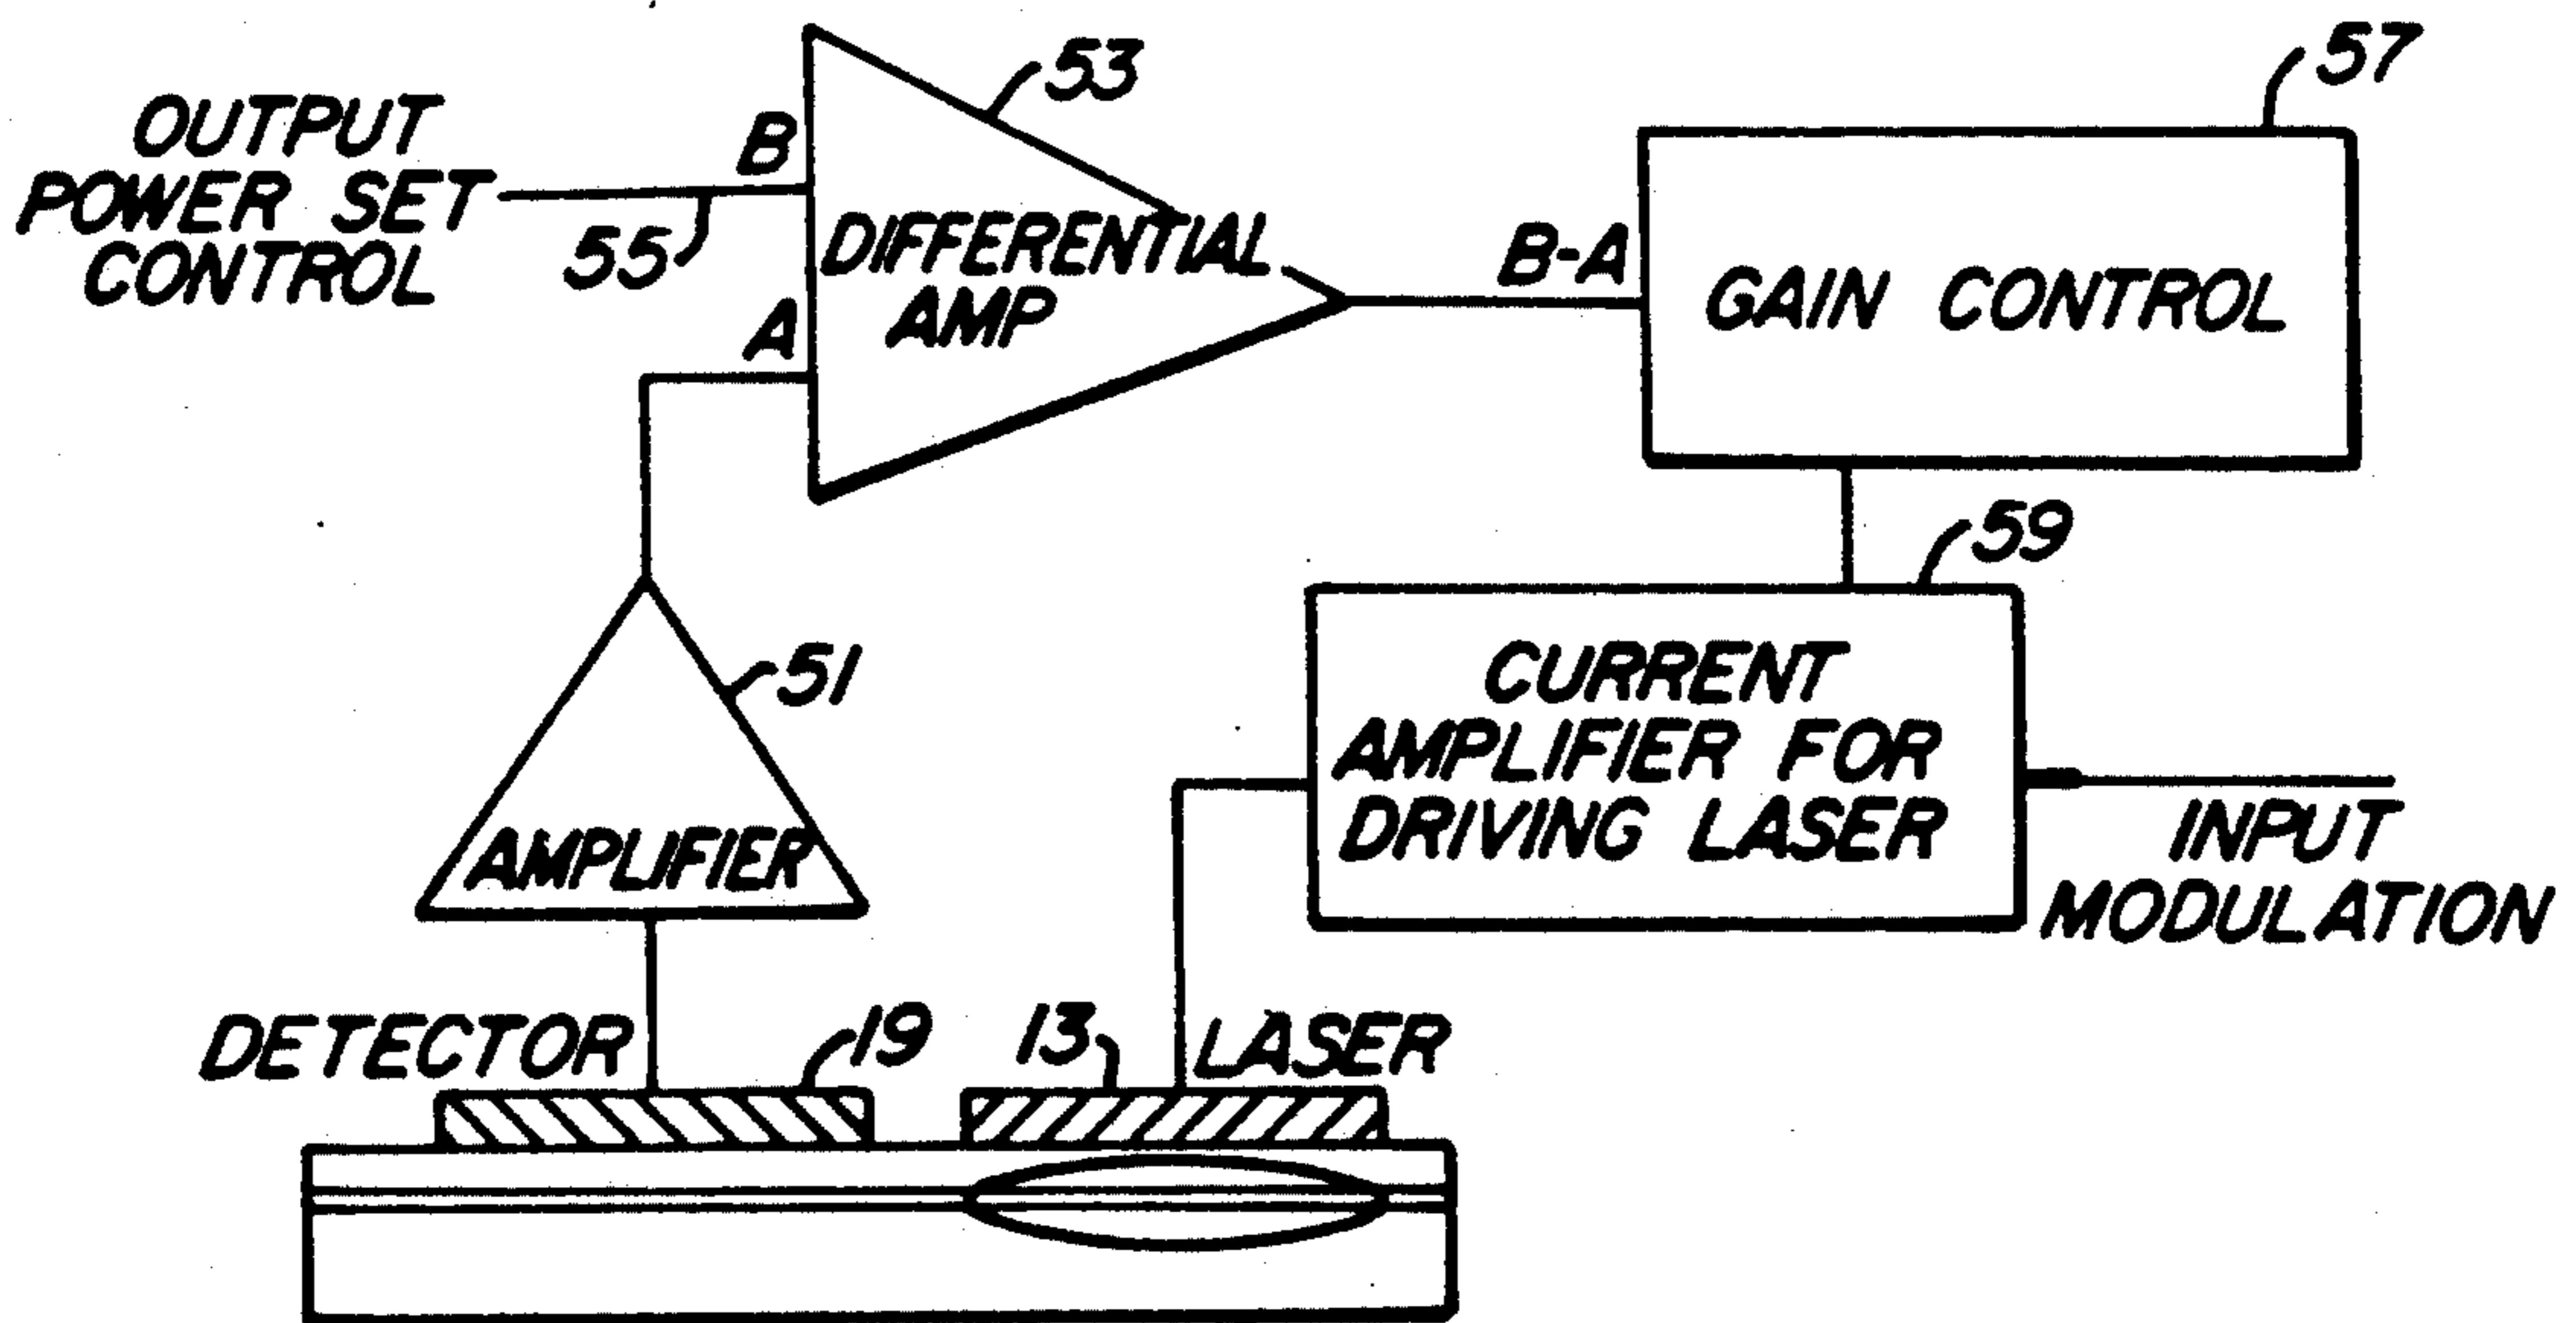 53
57
OUTPUT
POWER SET
CONTROL
55
B
A
DIFFERENTIAL
AMP
B-A
GAIN CONTROL
59
51
AMPLIFIER
CURRENT
AMPLIFIER FOR
DRIVING LASER
INPUT
MODULATION
DETECTOR
19
13
LASER